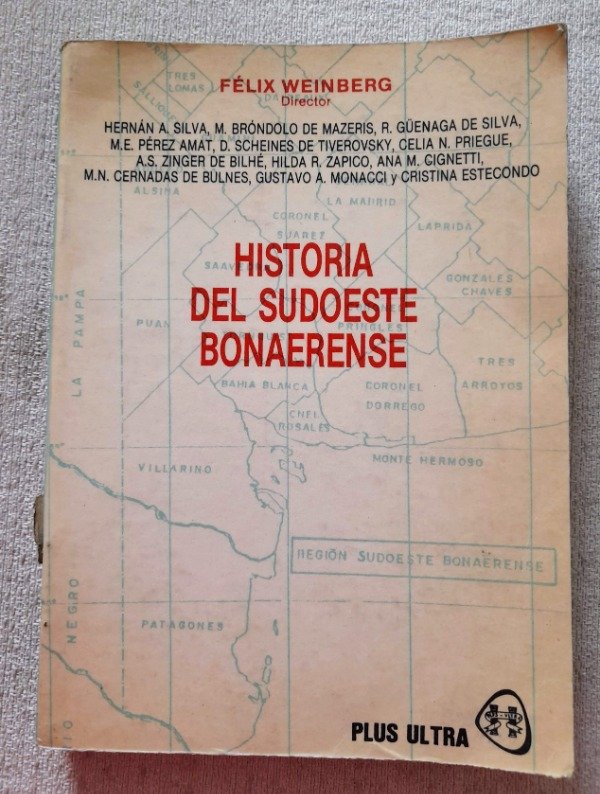 FÉLIX WEINBERG
Director
HERNÁN A. SILVA, M. BRÓNDOLO DE MAZERIS, R. GÜENAGA DE SILVA,
M.E. PÉREZ AMAT, D. SCHEINES DE TIVEROVSKY, CELIA N. PRIEGUE,
A.S. ZINGER DE BILHÉ, HILDA R. ZAPICO, ANA M. CIGNETTI,
M.N. CERNADAS DE BULNES, GUSTAVO A. MONACCI y CRISTINA ESTECONDO
HISTORIA
DEL SUDOESTE
BONAERENSE
TRES
LOMAS
ALSINA
LA MADRID
CORONEL
SUAREZ
LAPRIDA
SAAVEDRA
GONZALES
CHAVES
LA PAMPA
PUAN
PRINGLES
TRES
ARROYOS
BAHIA BLANCA
CORONEL
DORREGO
CNEL
ROSALES
MONTE HERMOSO
VILLARINO
REGIÓN SUDOESTE BONAERENSE
PATAGONES
RIO NEGRO
PLUS ULTRA